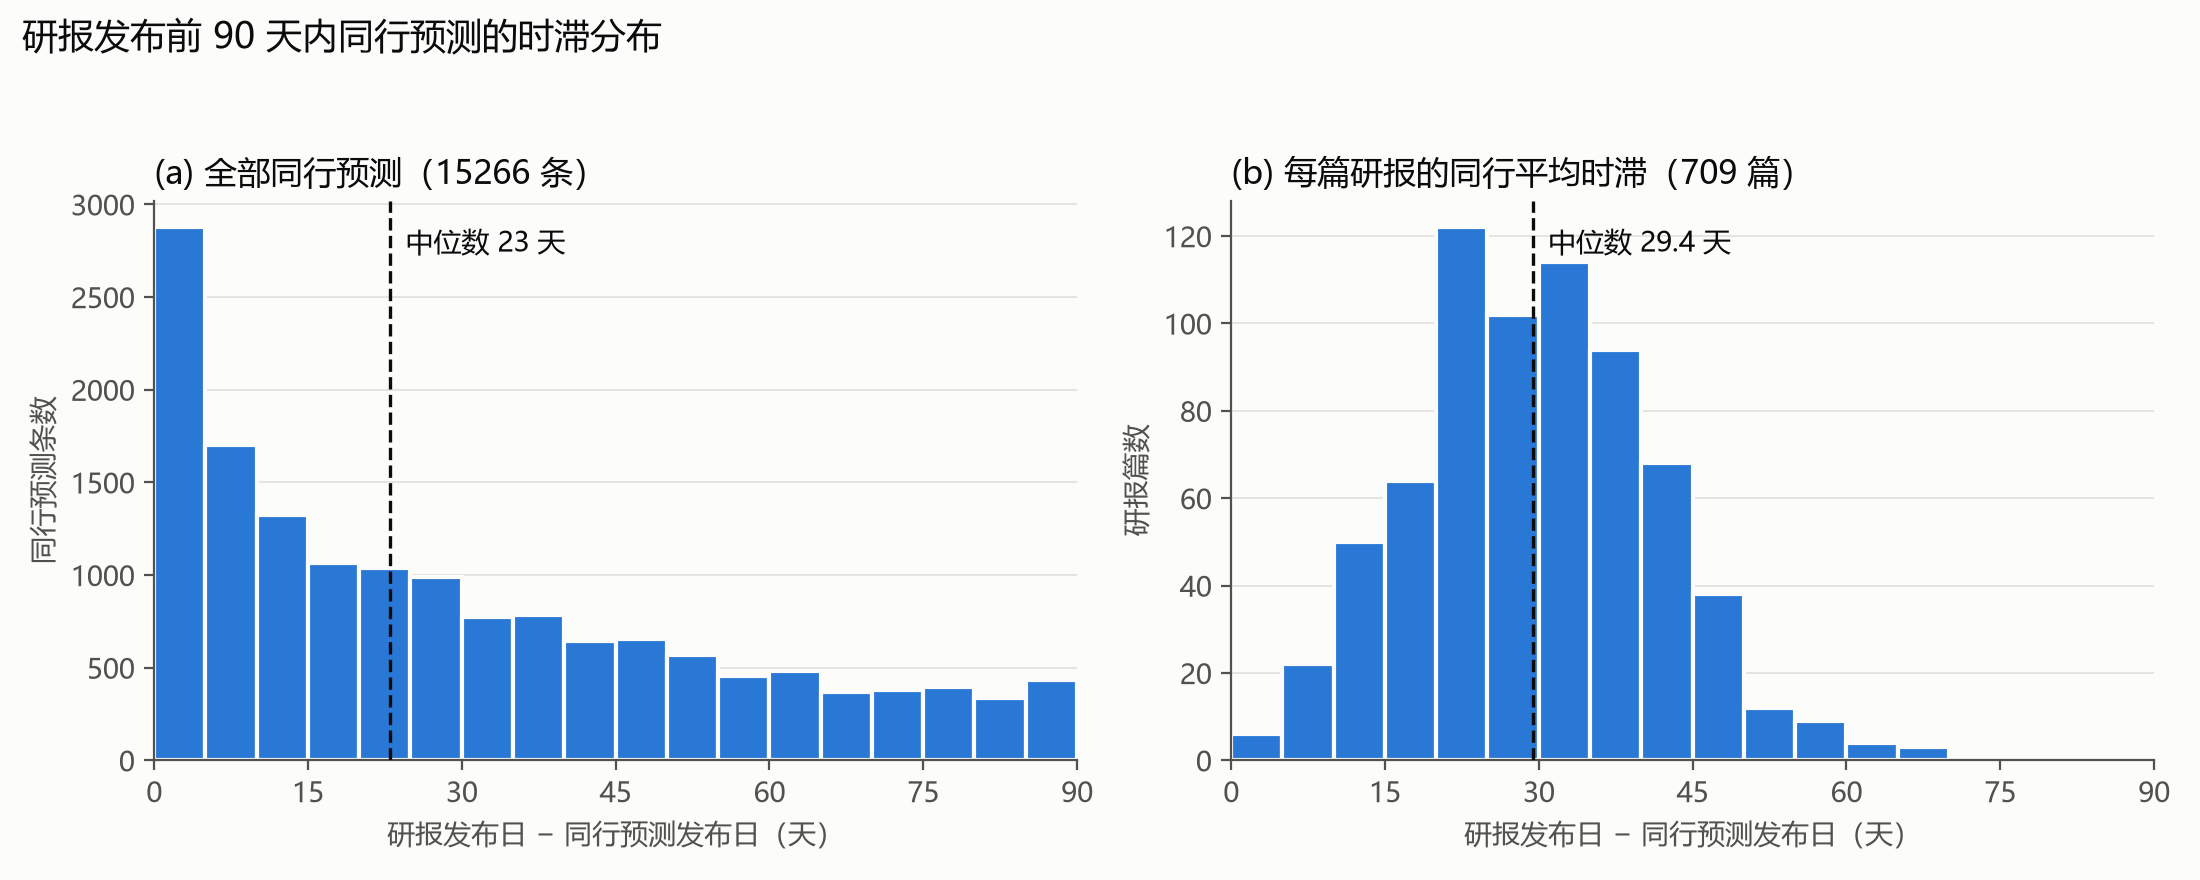 研报发布前 90 天内同行预测的时滞分布
(a) 全部同行预测（15266 条）
3000
2500
2000
1500
1000
500
0
同行预测条数
中位数 23 天
0 15 30 45 60 75 90
研报发布日 − 同行预测发布日（天）
(b) 每篇研报的同行平均时滞（709 篇）
120
100
80
60
40
20
0
研报篇数
中位数 29.4 天
0 15 30 45 60 75 90
研报发布日 − 同行预测发布日（天）